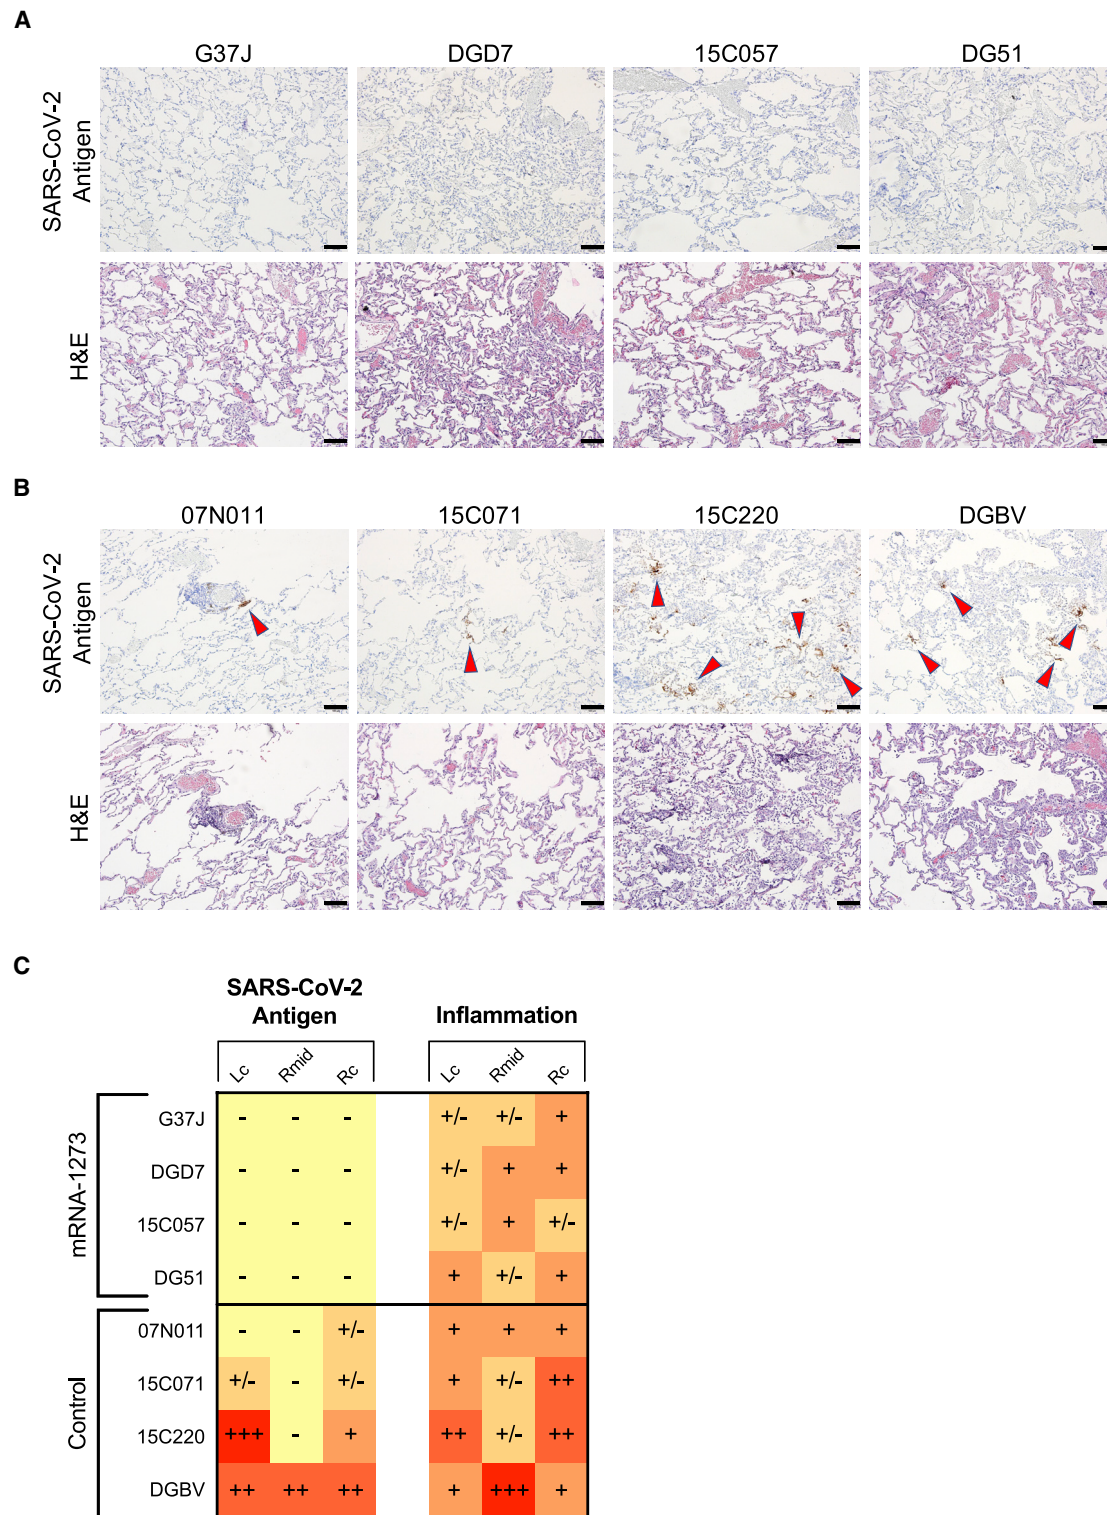 A
G37J DGD7 15C057 DG51
SARS-CoV-2
Antigen
H&E
B
07N011 15C071 15C220 DGBV
SARS-CoV-2
Antigen
H&E
C
SARS-CoV-2
Antigen Inflammation
Lc Rmid Rc Lc Rmid Rc
mRNA-1273
G37J - - - +/- +/- +
DGD7 - - - +/- + +
15C057 - - - +/- + +/-
DG51 - - - + +/- +
Control
07N011 - - +/- + + +
15C071 +/- - +/- + +/- ++
15C220 +++ - + ++ +/- ++
DGBV ++ ++ ++ + +++ +